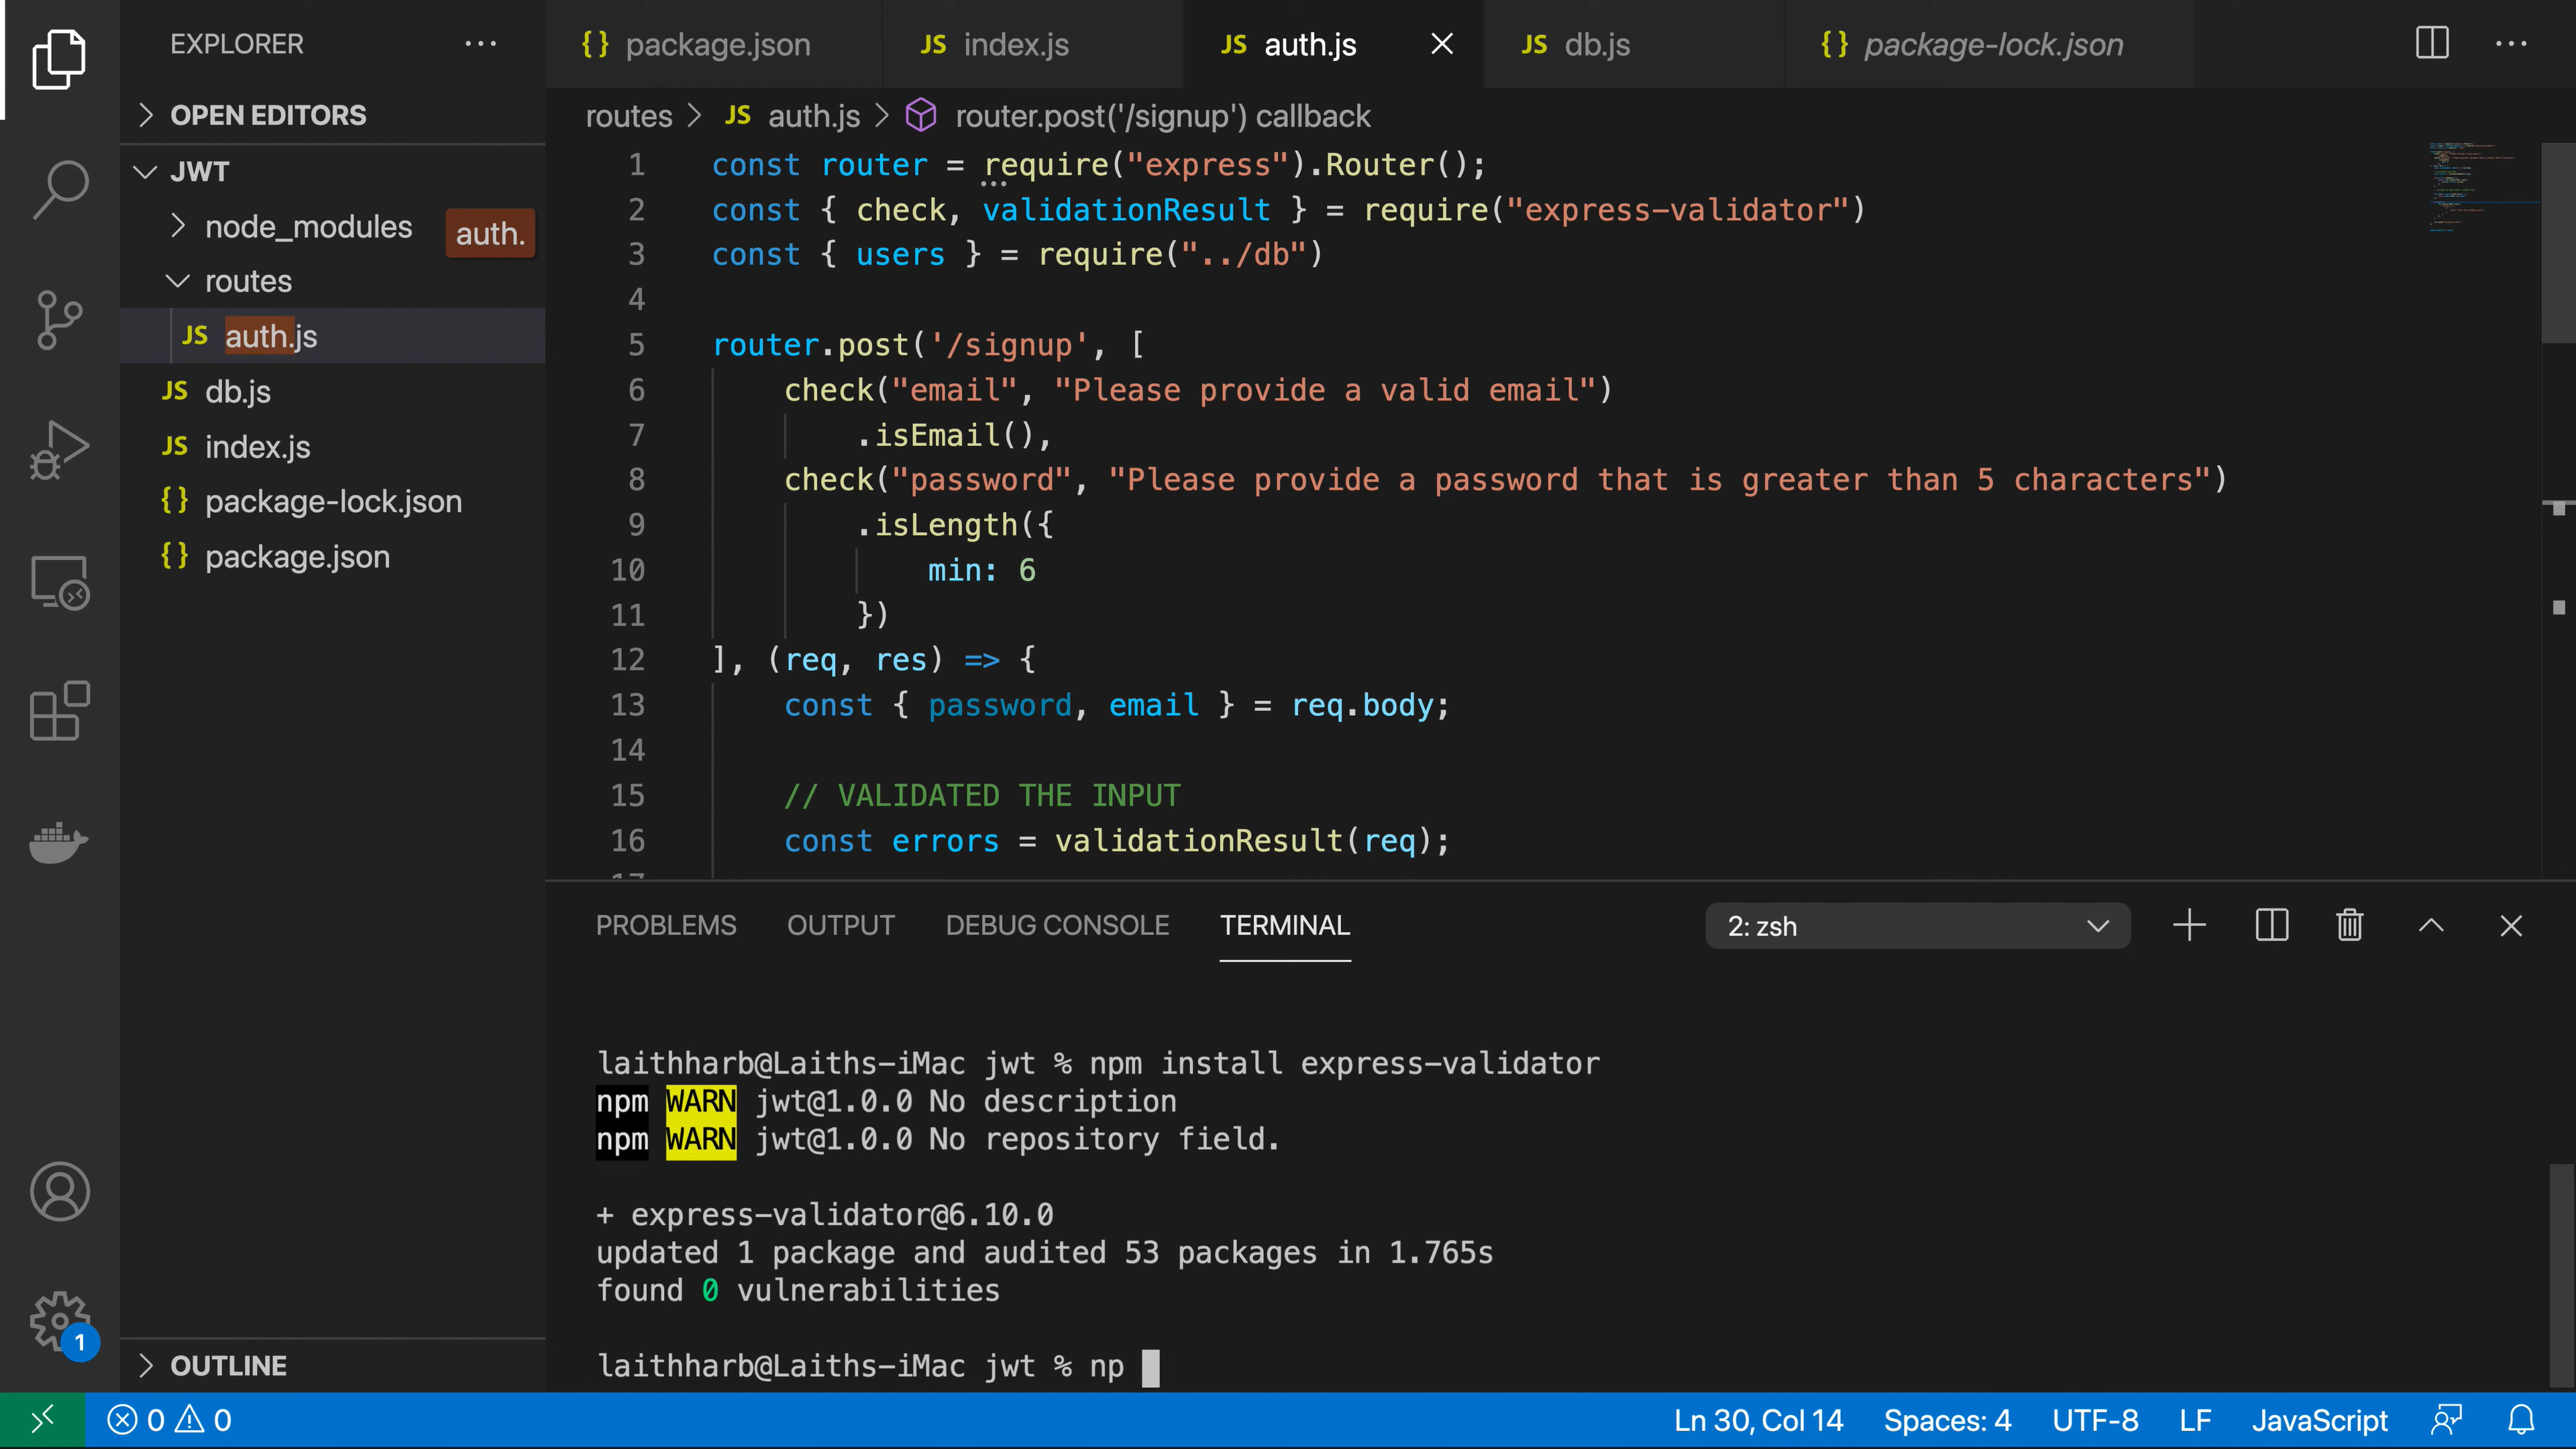 EXPLORER
OPEN EDITORS
JWT
node_modules
auth.
routes
JS auth.js
JS db.js
JS index.js
{} package-lock.json
{} package.json
OUTLINE
1
{} package.json
JS index.js
JS auth.js
JS db.js
{} package-lock.json
routes > JS auth.js > router.post('/signup') callback
1 const router = require("express").Router();
2 const { check, validationResult } = require("express-validator")
3 const { users } = require("../db")
4
5 router.post('/signup', [
6 check("email", "Please provide a valid email")
7 .isEmail(),
8 check("password", "Please provide a password that is greater than 5 characters")
9 .isLength({
10 min: 6
11 })
12 ], (req, res) => {
13 const { password, email } = req.body;
14
15 // VALIDATED THE INPUT
16 const errors = validationResult(req);
PROBLEMS OUTPUT DEBUG CONSOLE TERMINAL
2: zsh
laithharb@Laiths-iMac jwt % npm install express-validator
npm WARN jwt@1.0.0 No description
npm WARN jwt@1.0.0 No repository field.
+ express-validator@6.10.0
updated 1 package and audited 53 packages in 1.765s
found 0 vulnerabilities
laithharb@Laiths-iMac jwt % np
0 0
Ln 30, Col 14 Spaces: 4 UTF-8 LF JavaScript